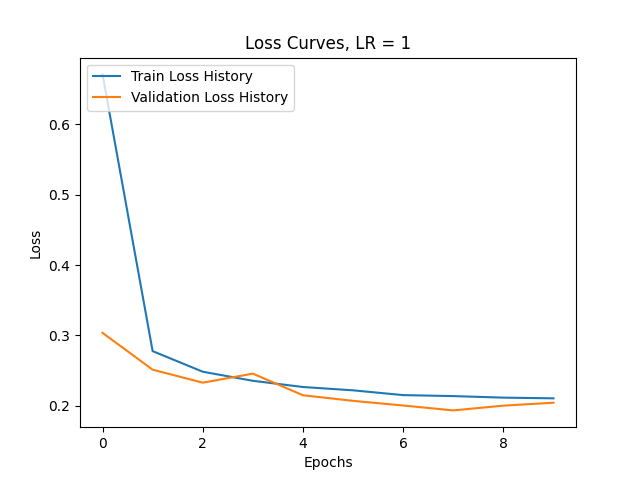 Loss Curves, LR = 1
Train Loss History
Validation Loss History
Loss
0.6
0.5
0.4
0.3
0.2
0 2 4 6 8
Epochs